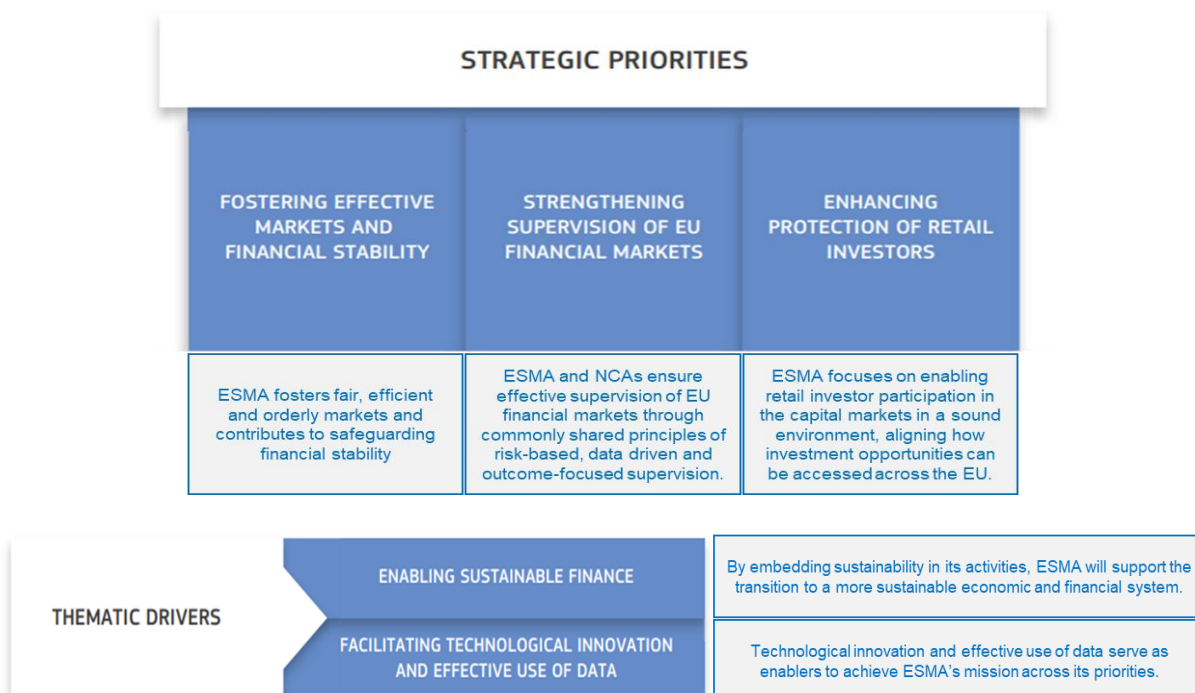 STRATEGIC PRIORITIES
FOSTERING EFFECTIVE
MARKETS AND
FINANCIAL STABILITY
STRENGTHENING
SUPERVISION OF EU
FINANCIAL MARKETS
ENHANCING
PROTECTION OF RETAIL
INVESTORS
ESMA fosters fair, efficient
and orderly markets and
contributes to safeguarding
financial stability
ESMA and NCAs ensure
effective supervision of EU
financial markets through
commonly shared principles of
risk-based, data driven and
outcome-focused supervision.
ESMA focuses on enabling
retail investor participation in
the capital markets in a sound
environment, aligning how
investment opportunities can
be accessed across the EU.
THEMATIC DRIVERS
ENABLING SUSTAINABLE FINANCE
By embedding sustainability in its activities, ESMA will support the
transition to a more sustainable economic and financial system.
FACILITATING TECHNOLOGICAL INNOVATION
AND EFFECTIVE USE OF DATA
Technological innovation and effective use of data serve as
enablers to achieve ESMA's mission across its priorities.